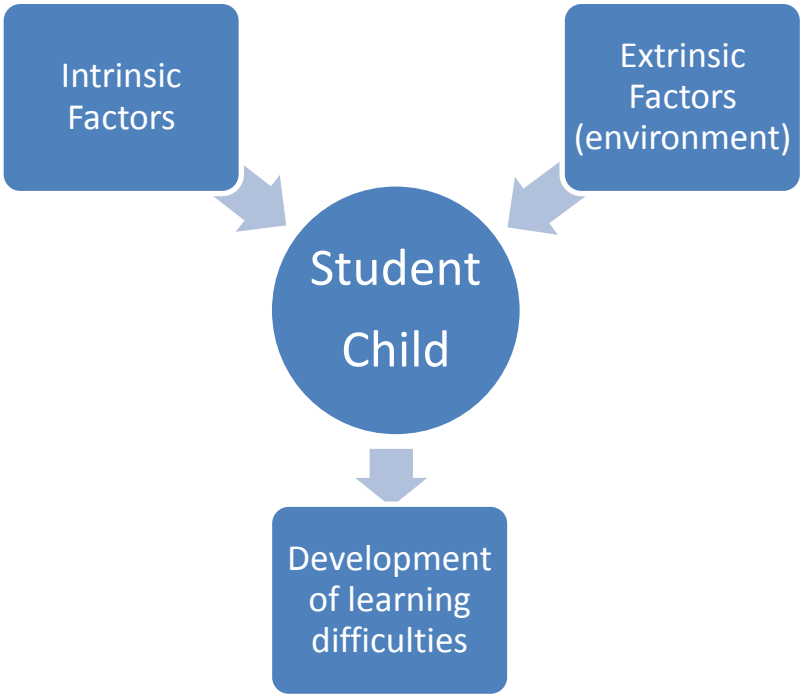 Intrinsic
Factors
Extrinsic
Factors
(environment)
Student
Child
Development
of learning
difficulties